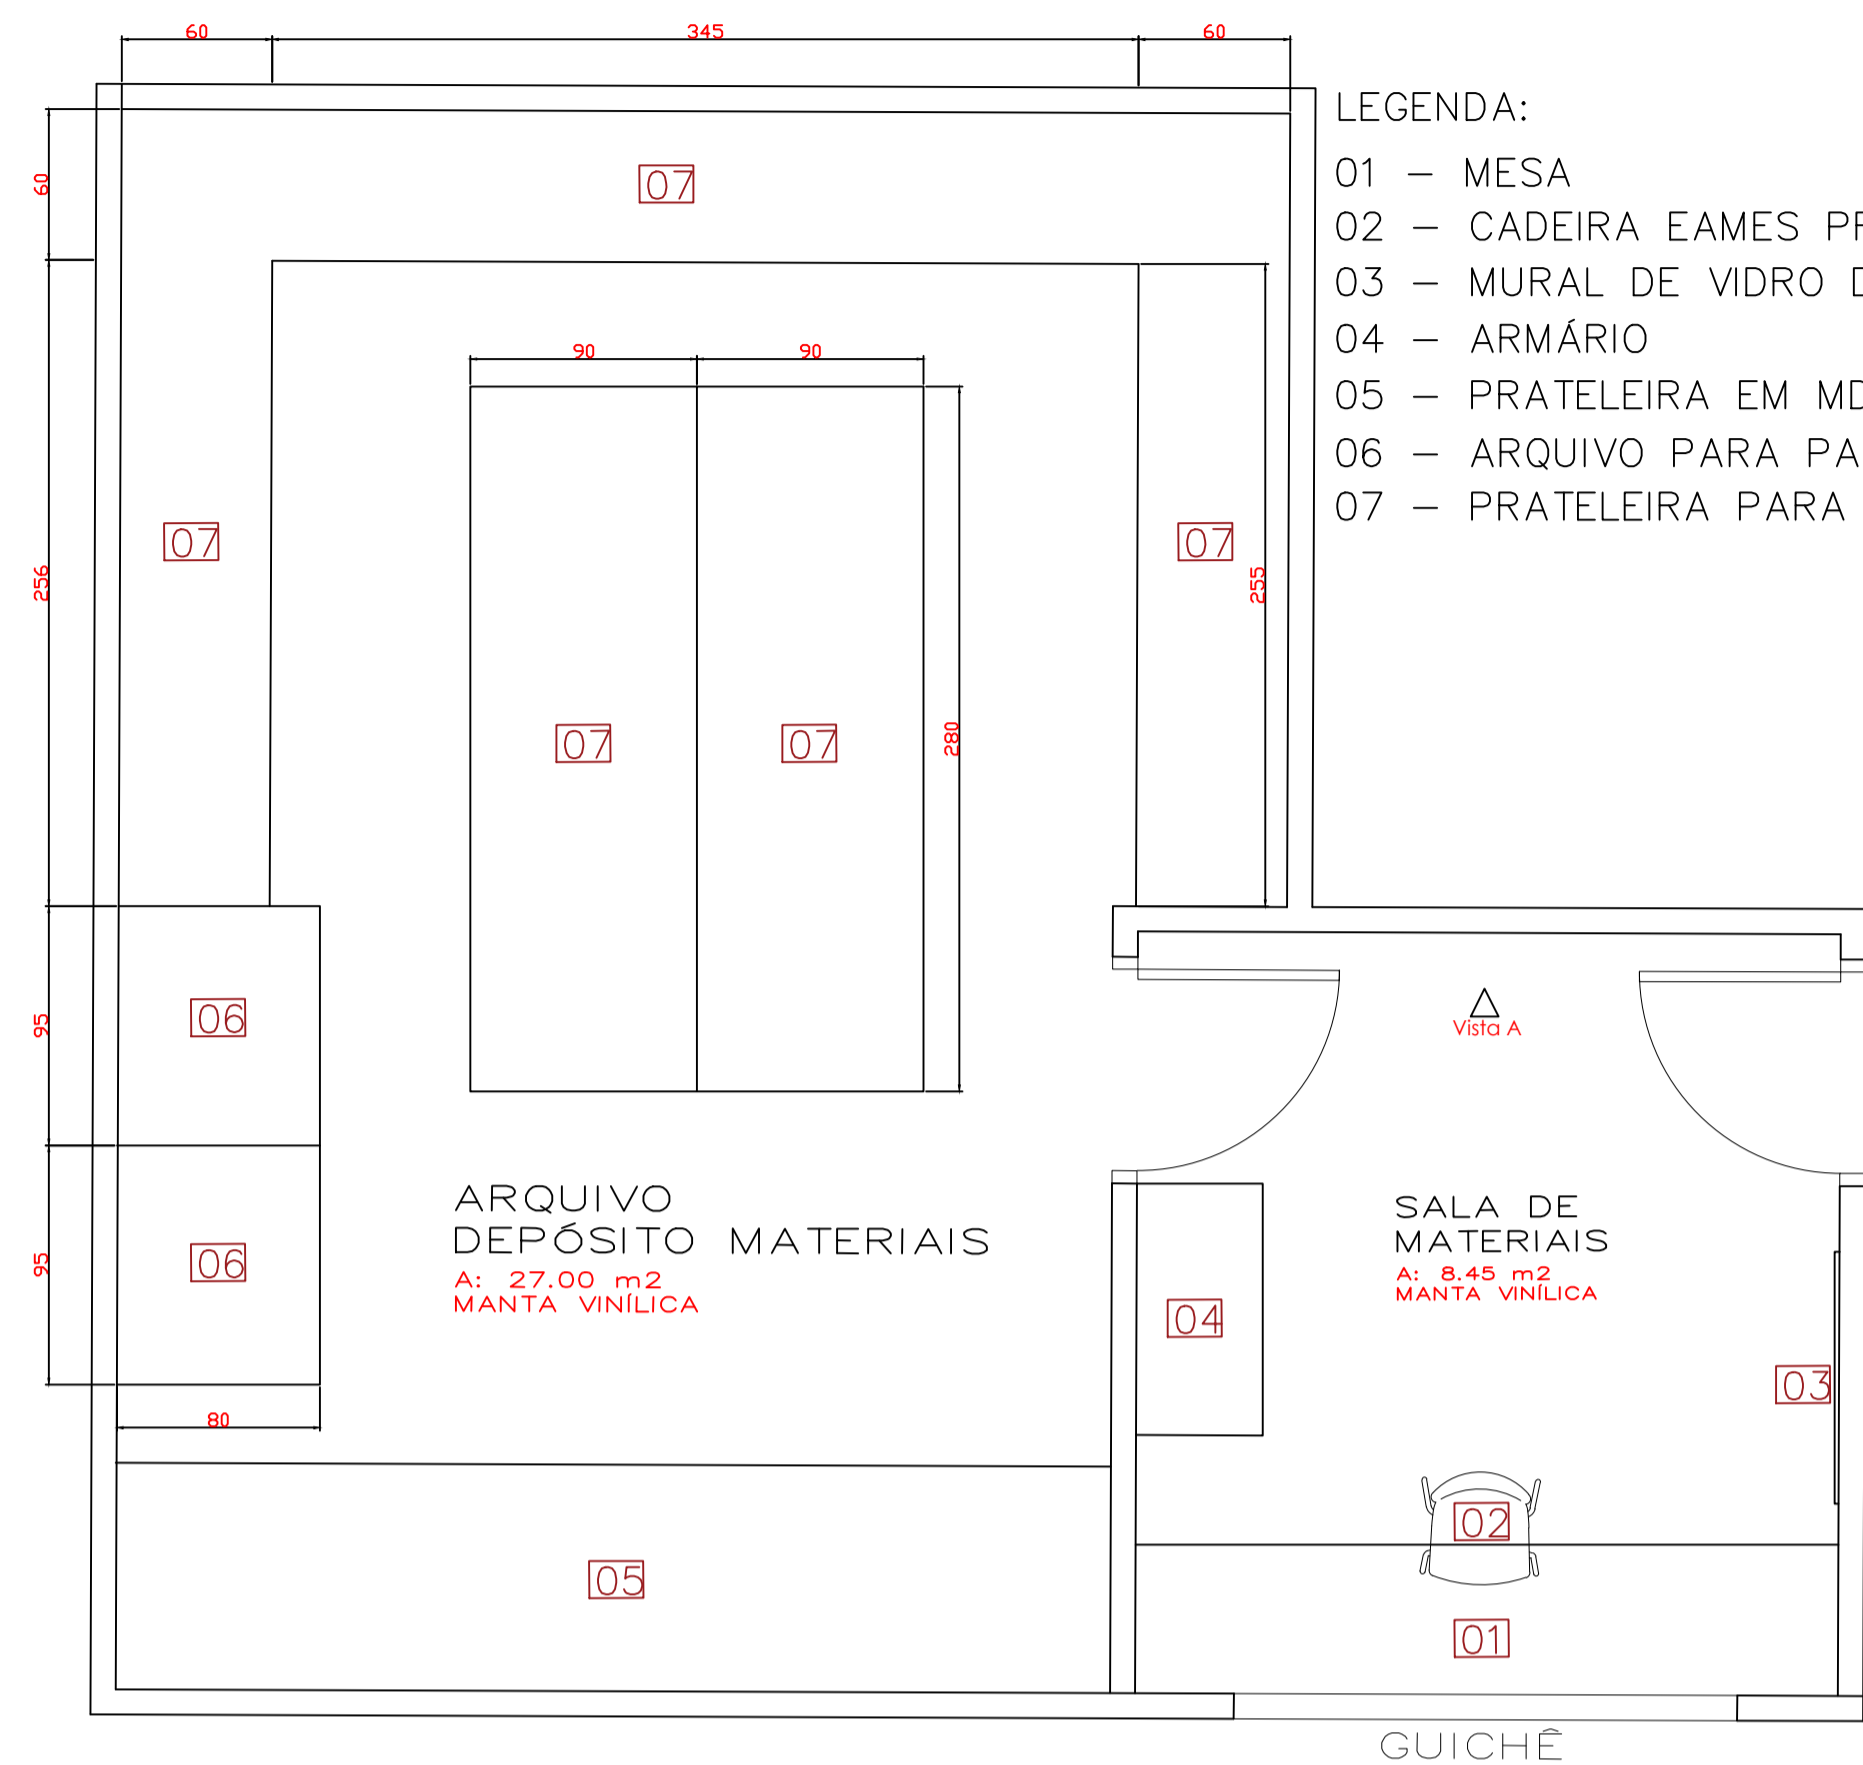 60 345 60
LEGENDA:
01 – MESA
02 – CADEIRA EAMES
03 – MURAL DE VIDRO
04 – ARMÁRIO
05 – PRATELEIRA EM
06 – ARQUIVO PARA
07 – PRATELEIRA PARA
60
07
90 90
07
07
256
255
07
07
280
06
95
Vista A
ARQUIVO
DEPÓSITO MATERIAIS
A: 27.00 m2
MANTA VINÍLICA
SALA DE
MATERIAIS
A: 8.45 m2
MANTA VINÍLICA
06
95
04
03
80
02
05
01
GUICHÊ